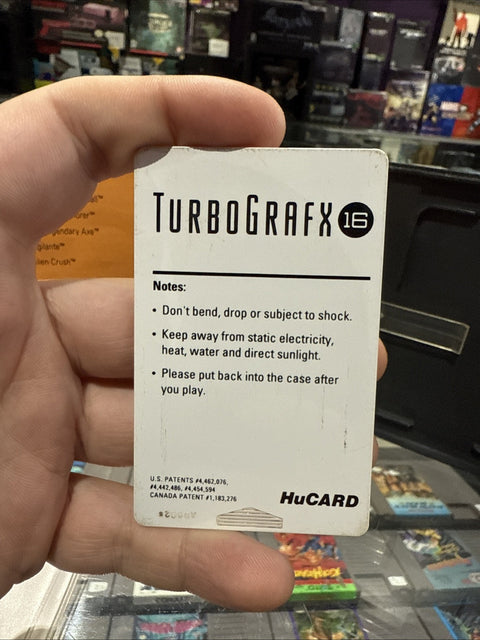 TURBOGRAFX 16
Notes:
• Don't bend, drop or subject to shock.
• Keep away from static electricity,
heat, water and direct sunlight.
• Please put back into the case after
you play.
U.S. PATENTS #4,462,076,
#4,442,486, #4,454,594
CANADA PATENT #1,183,276
HuCARD